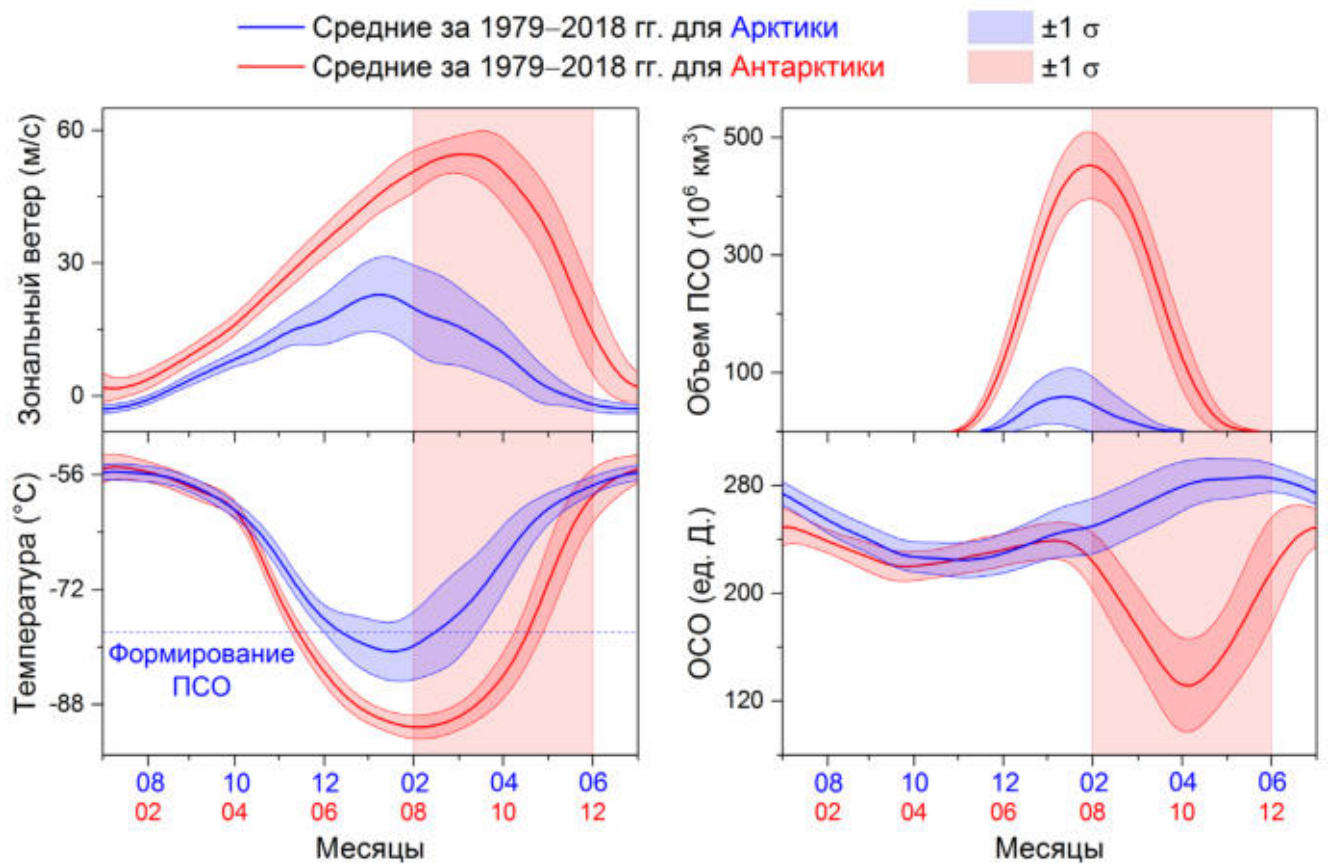 Средние за 1979–2018 гг. для Арктики ±1 σ
Средние за 1979–2018 гг. для Антарктики ±1 σ
Зональный ветер (м/с)
60
30
0
Объем ПСО (10⁶ км³)
500
300
100
Температура (°C)
-56
-72
-88
Формирование
ПСО
ОСО (ед. Д.)
280
200
120
08 10 12 02 04 06
02 04 06 08 10 12
Месяцы
08 10 12 02 04 06
02 04 06 08 10 12
Месяцы